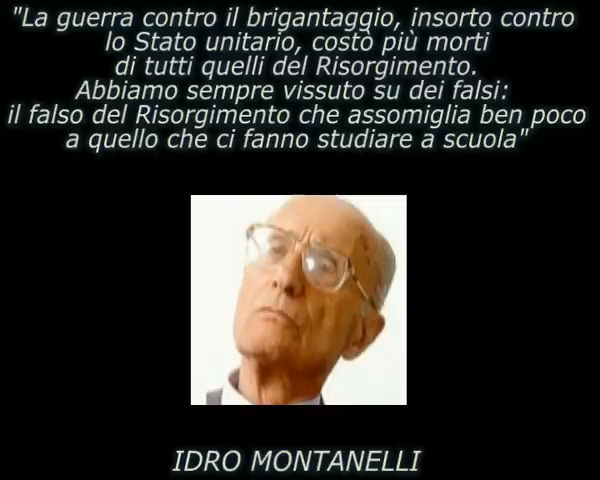 "La guerra contro il brigantaggio, insorto contro
lo Stato unitario, costò più morti
di tutti quelli del Risorgimento.
Abbiamo sempre vissuto su dei falsi:
il falso del Risorgimento che assomiglia ben poco
a quello che ci fanno studiare a scuola"
IDRO MONTANELLI